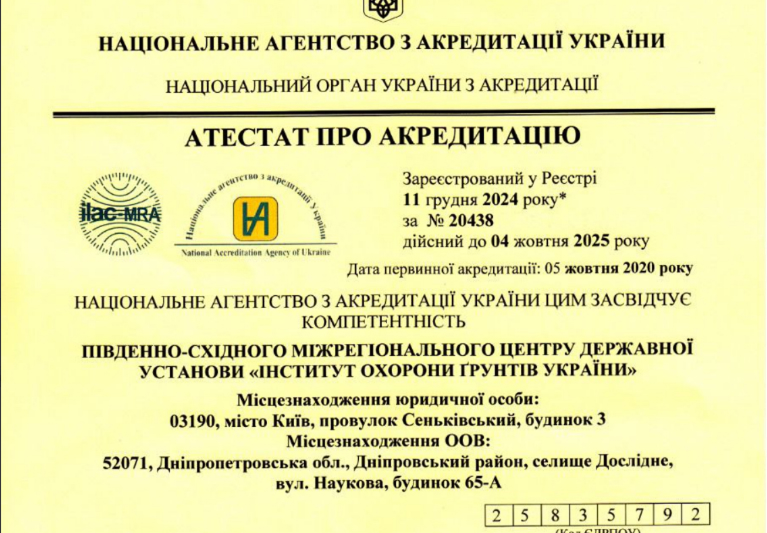 НАЦІОНАЛЬНЕ АГЕНТСТВО З АКРЕДИТАЦІЇ УКРАЇНИ
НАЦІОНАЛЬНИЙ ОРГАН УКРАЇНИ З АКРЕДИТАЦІЇ
АТЕСТАТ ПРО АКРЕДИТАЦІЮ
ilac-MRA
Національне агентство з акредитації України
НА
National Accreditation Agency of Ukraine
Зареєстрований у Реєстрі
11 грудня 2024 року*
за № 20438
дійсний до 04 жовтня 2025 року
Дата первинної акредитації: 05 жовтня 2020 року
НАЦІОНАЛЬНЕ АГЕНТСТВО З АКРЕДИТАЦІЇ УКРАЇНИ ЦИМ ЗАСВІДЧУЄ
КОМПЕТЕНТНІСТЬ
ПІВДЕННО-СХІДНОГО МІЖРЕГІОНАЛЬНОГО ЦЕНТРУ ДЕРЖАВНОЇ
УСТАНОВИ «ІНСТИТУТ ОХОРОНИ ҐРУНТІВ УКРАЇНИ»
Місцезнаходження юридичної особи:
03190, місто Київ, провулок Сеньківський, будинок 3
Місцезнаходження ООВ:
52071, Дніпропетровська обл., Дніпровський район, селище Дослідне,
вул. Наукова, будинок 65-А
2 5 8 3 5 7 9 2
(Код ЄДРПОУ)